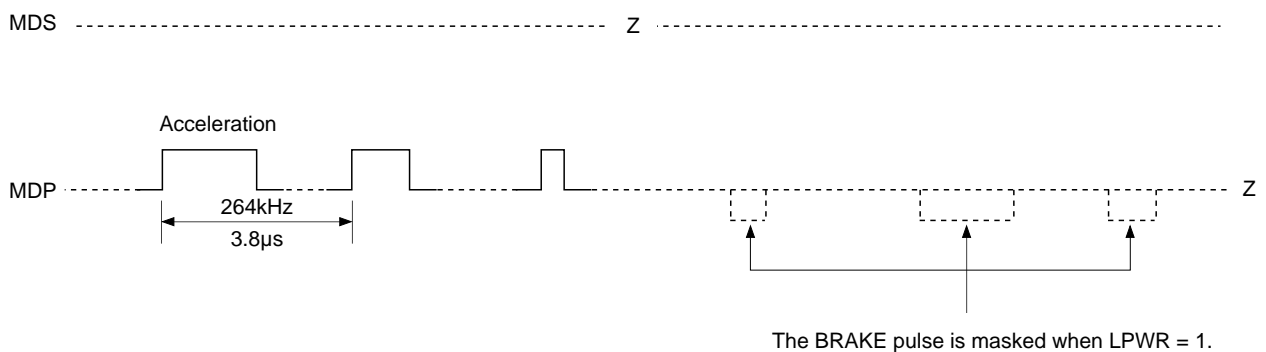 MDS Z
Acceleration
MDP Z
264kHz
3.8µs
The BRAKE pulse is masked when LPWR = 1.